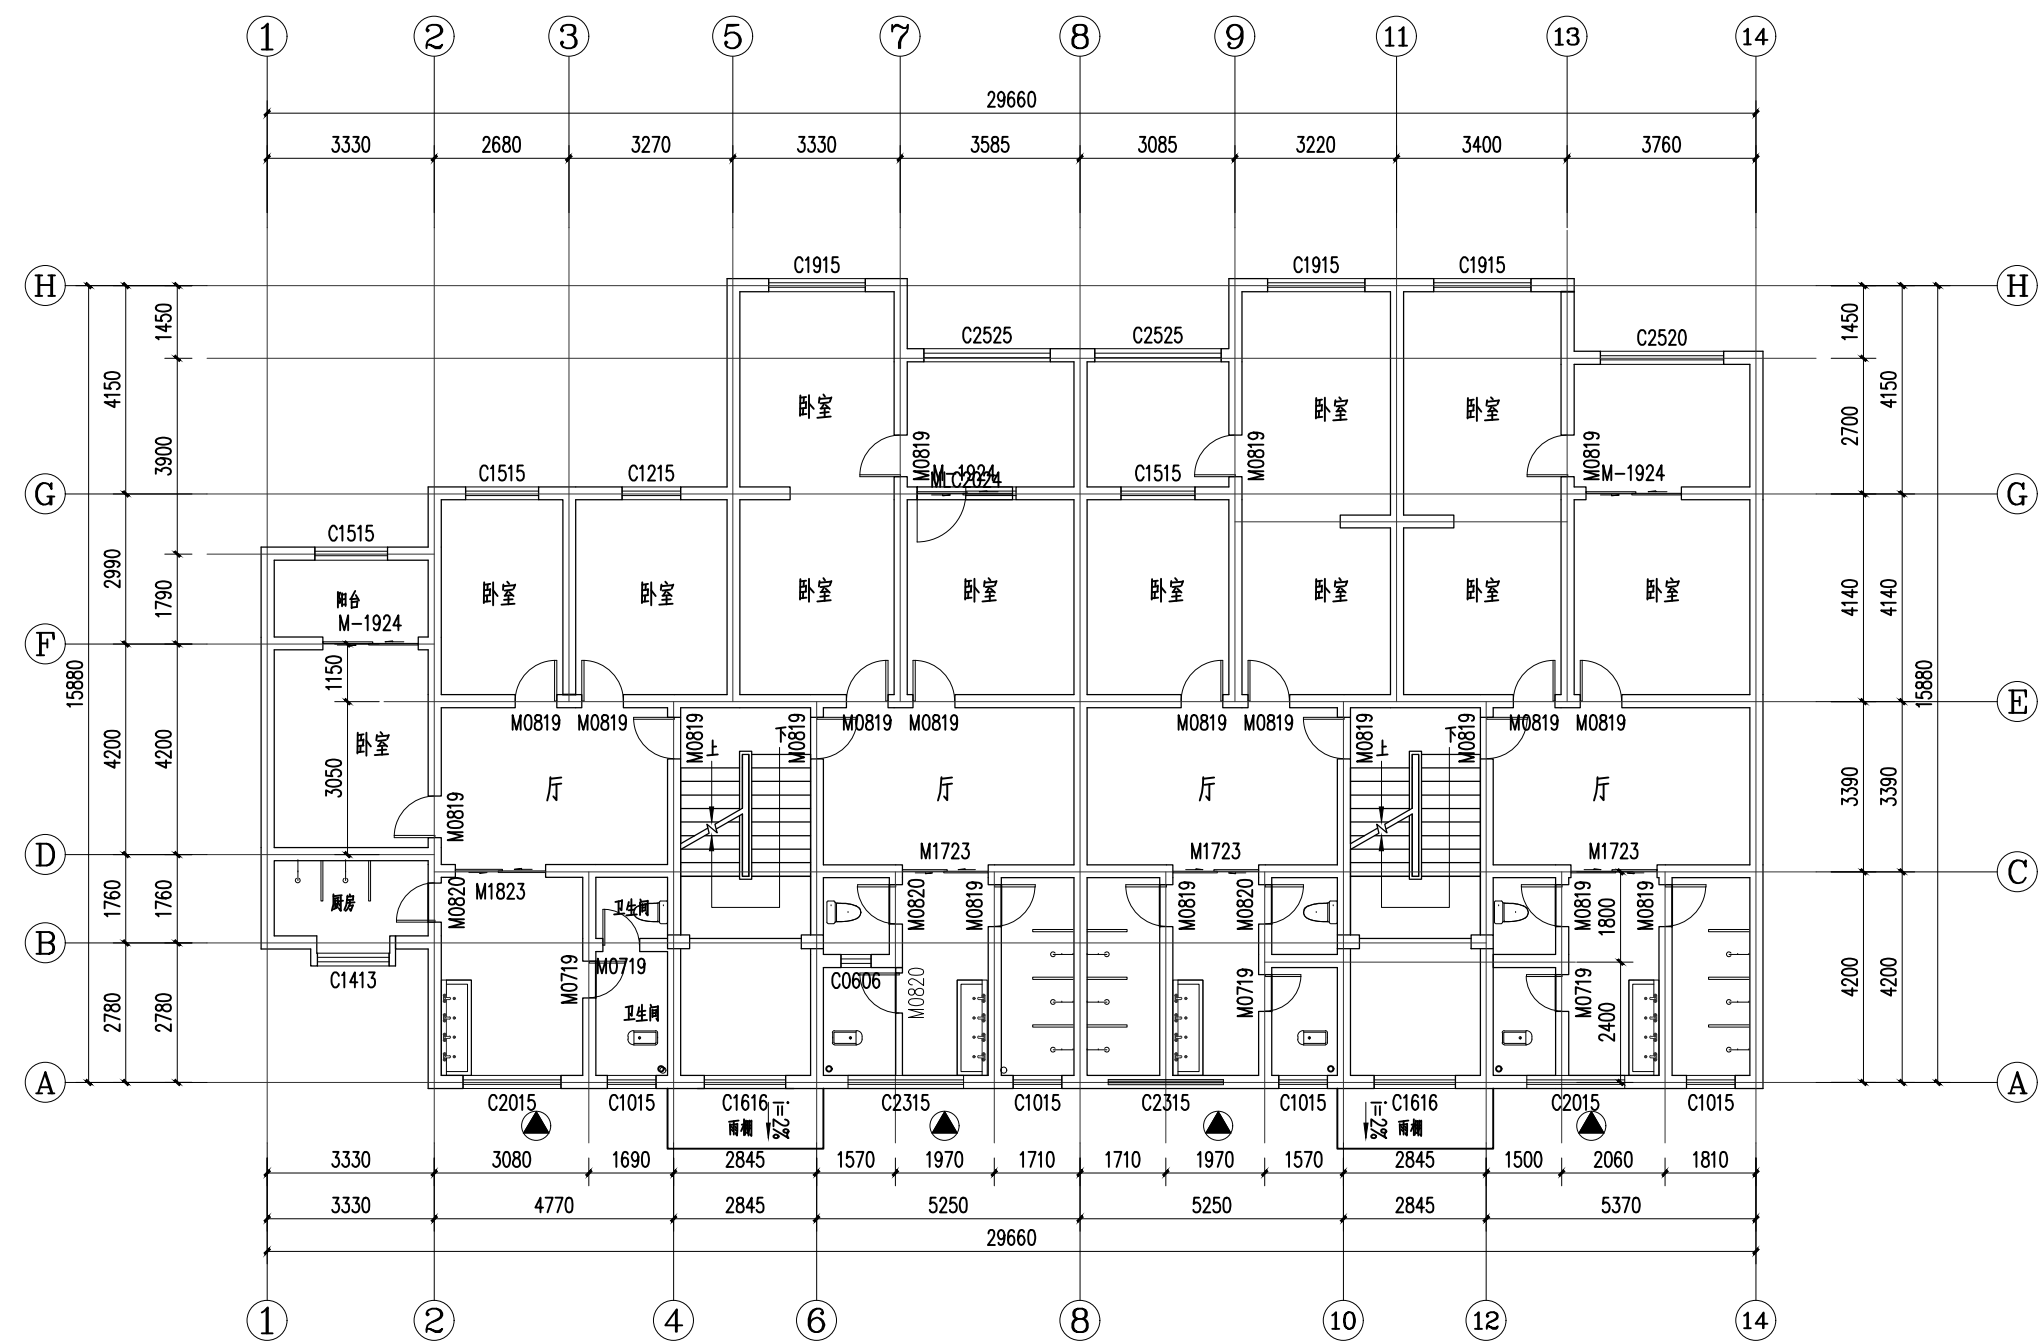 1 2 3 5 7 8 9 11 13 14
29660
3330 2680 3270 3330 3585 3085 3220 3400 3760
C1915 C1915 C1915
H H
1450 1450
C2525 C2525 C2520
4150 4150
卧室 卧室 卧室
3900 2700
M0819 M0819 M0819
C1515 C1215 M-1924 C1515 M-1924
MLC2024
G G
C1515
2990 1790 4140 4140
卧室 卧室 卧室 卧室 卧室 卧室 卧室 卧室
阳台
M-1924
F
15880 1150 15880
E
M0819 M0819 M0819 M0819 M0819 M0819 M0819 M0819 M0819 M0819 M0819 M0819
上 下 上 下
卧室
4200 4200 3050 3390 3390
厅 厅 厅 厅
M0819
D C
M1723 M1723 M1723
M1823
1760 1760
厨房 M0820 卫生间 M0820 M0819 M0819 M0820 M0819 M0819
1800
B
M0719 M0719 C0606 M0820 M0719 M0719
C1413
2780 2780 4200 4200
卫生间
2400
A A
C2015 C1015 C1616 C2315 C1015 C2315 C1015 C1616 C2015 C1015
雨棚 i=2% i=2% 雨棚
3330 3080 1690 2845 1570 1970 1710 1710 1970 1570 2845 1500 2060 1810
3330 4770 2845 5250 5250 2845 5370
29660
1 2 4 6 8 10 12 14